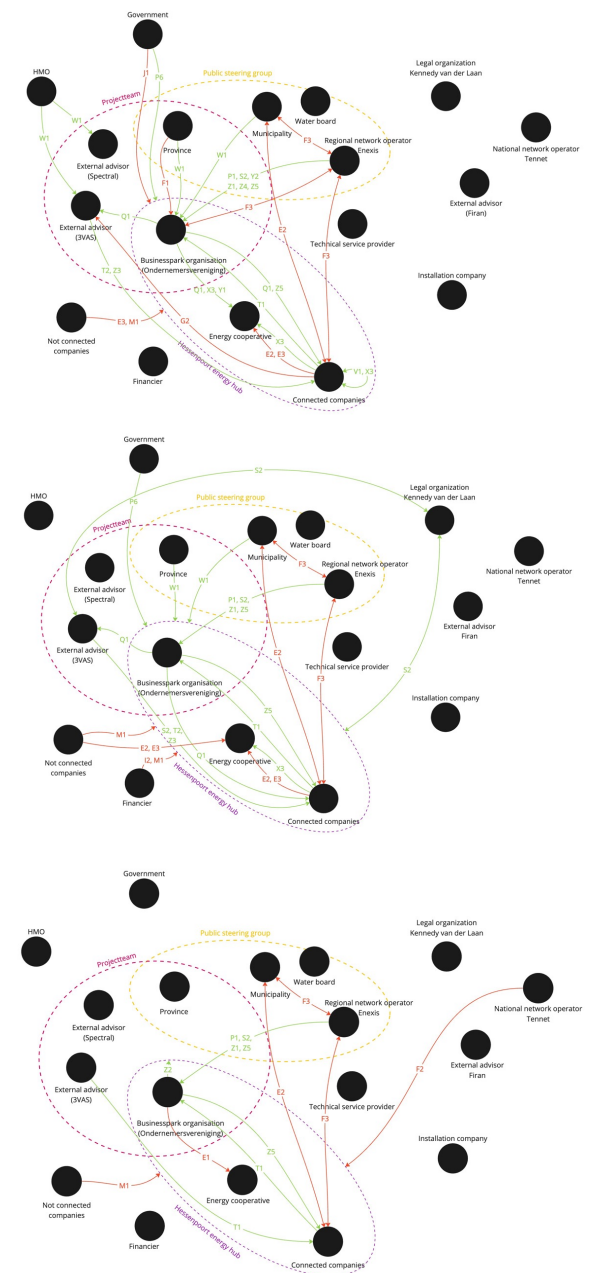 Government
J1
P6
HMO
Public steering group
Legal organization
Kennedy van der Laan
Projectteam
W1
W1
Water board
Municipality
Province
External advisor
(Spectral)
F3
Regional network operator
Enexis
National network operator
Tennet
W1
W1
F1
P1, S2, Y2
Z1, Z4, Z5
External advisor
(Firan)
External advisor
(3VAS)
Q1
F3
E2
Technical service provider
Businesspark organisation
(Ondernemersvereniging)
F3
T2, Z3
Q1, X3, Y1
Q1, Z5
T1
Installation company
E3, M1
G2
Not connected
companies
Energy cooperative
X3
E2, E3
Financier
Hessenpoort energy hub
V1, X3
Connected companies
Government
S2
HMO
P6
Public steering group
Legal organization
Kennedy van der Laan
Projectteam
Water board
Municipality
Province
F3
Regional network operator
Enexis
National network operator
Tennet
External advisor
(Spectral)
W1
W1
P1, S2,
Z1, Z5
External advisor
Firan
External advisor
(3VAS)
Q1
E2
Technical service provider
S2
Businesspark organisation
(Ondernemersvereniging)
F3
Installation company
Z5
S2, T2,
Z3
T1
M1
E2, E3
Not connected
companies
I2, M1
Q1
Energy cooperative
X3
E2, E3
Financier
Hessenpoort energy hub
Connected companies
Government
HMO
Public steering group
Legal organization
Kennedy van der Laan
Projectteam
Water board
Municipality
Province
F3
Regional network operator
Enexis
National network operator
Tennet
External advisor
(Spectral)
P1, S2,
Z1, Z5
External advisor
Firan
F2
External advisor
(3VAS)
Z2
E2
Technical service provider
Businesspark organisation
(Ondernemersvereniging)
F3
Installation company
Z5
E1
T1
M1
Not connected
companies
Energy cooperative
Financier
Hessenpoort energy hub
T1
Connected companies